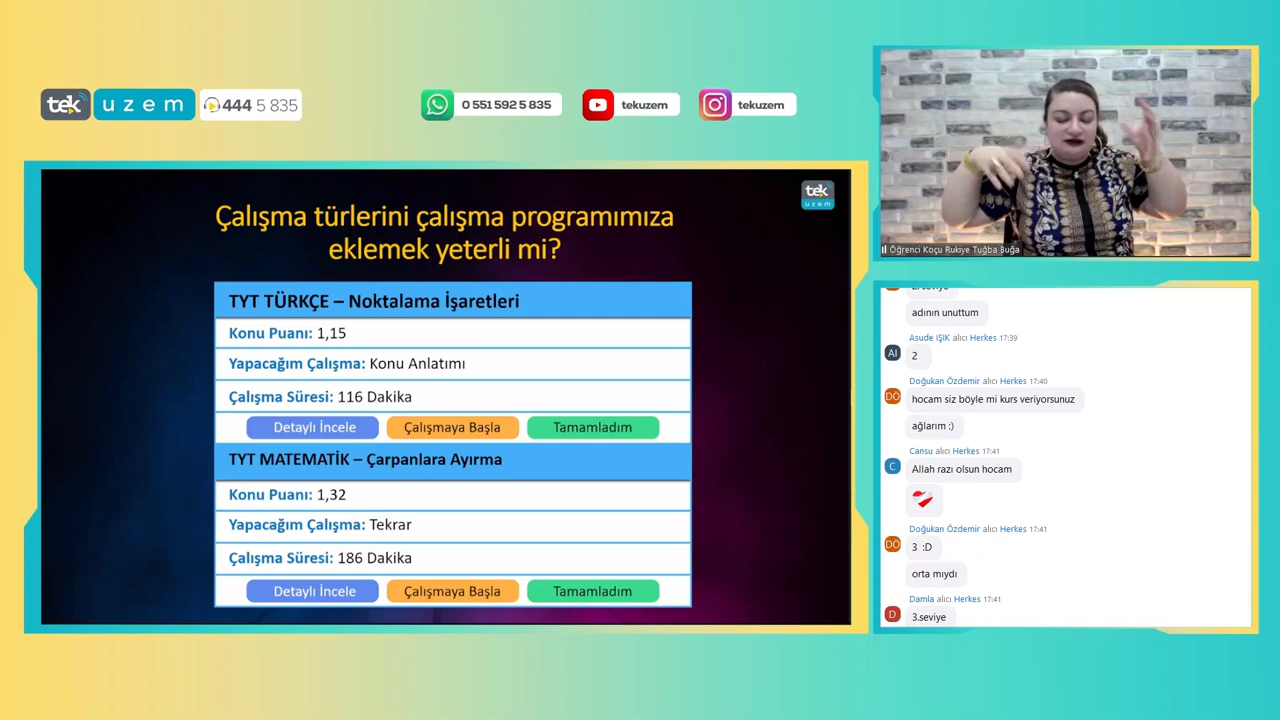 tek uzem 444 5 835
0 551 592 5 835
tekuzem
tekuzem
tek
uzem
Çalışma türlerini çalışma programımıza
eklemek yeterli mi?
TYT TÜRKÇE – Noktalama İşaretleri
Konu Puanı: 1,15
Yapacağım Çalışma: Konu Anlatımı
Çalışma Süresi: 116 Dakika
Detaylı İncele Çalışmaya Başla Tamamladım
TYT MATEMATİK – Çarpanlara Ayırma
Konu Puanı: 1,32
Yapacağım Çalışma: Tekrar
Çalışma Süresi: 186 Dakika
Detaylı İncele Çalışmaya Başla Tamamladım
Öğrenci Koçu Rukiye Tuğba Buğa
adının unuttum
Asude IŞIK alıcı Herkes 17:39
AI
2
Doğukan Özdemir alıcı Herkes 17:40
DÖ
hocam siz böyle mi kurs veriyorsunuz
ağlarım :)
Cansu alıcı Herkes 17:41
C
Allah razı olsun hocam
Doğukan Özdemir alıcı Herkes 17:41
DÖ
3 :D
orta mıydı
Damla alıcı Herkes 17:41
D
3.seviye